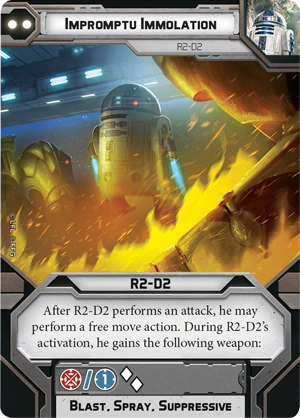 Impromptu Immolation
R2-D2
R2-D2
After R2-D2 performs an attack, he may
perform a free move action. During R2-D2's
activation, he gains the following weapon:
/ 1
Blast, Spray, Suppressive